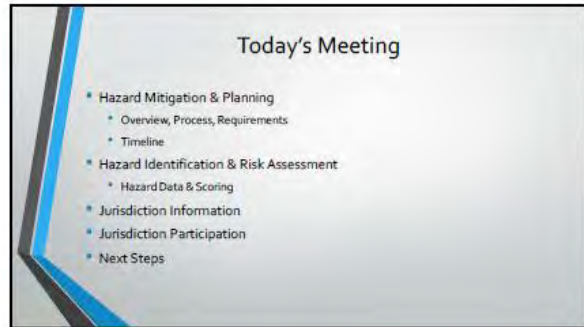 Today's Meeting
Hazard Mitigation & Planning
Overview, Process, Requirements
Timeline
Hazard Identification & Risk Assessment
Hazard Data & Scoring
Jurisdiction Information
Jurisdiction Participation
Next Steps